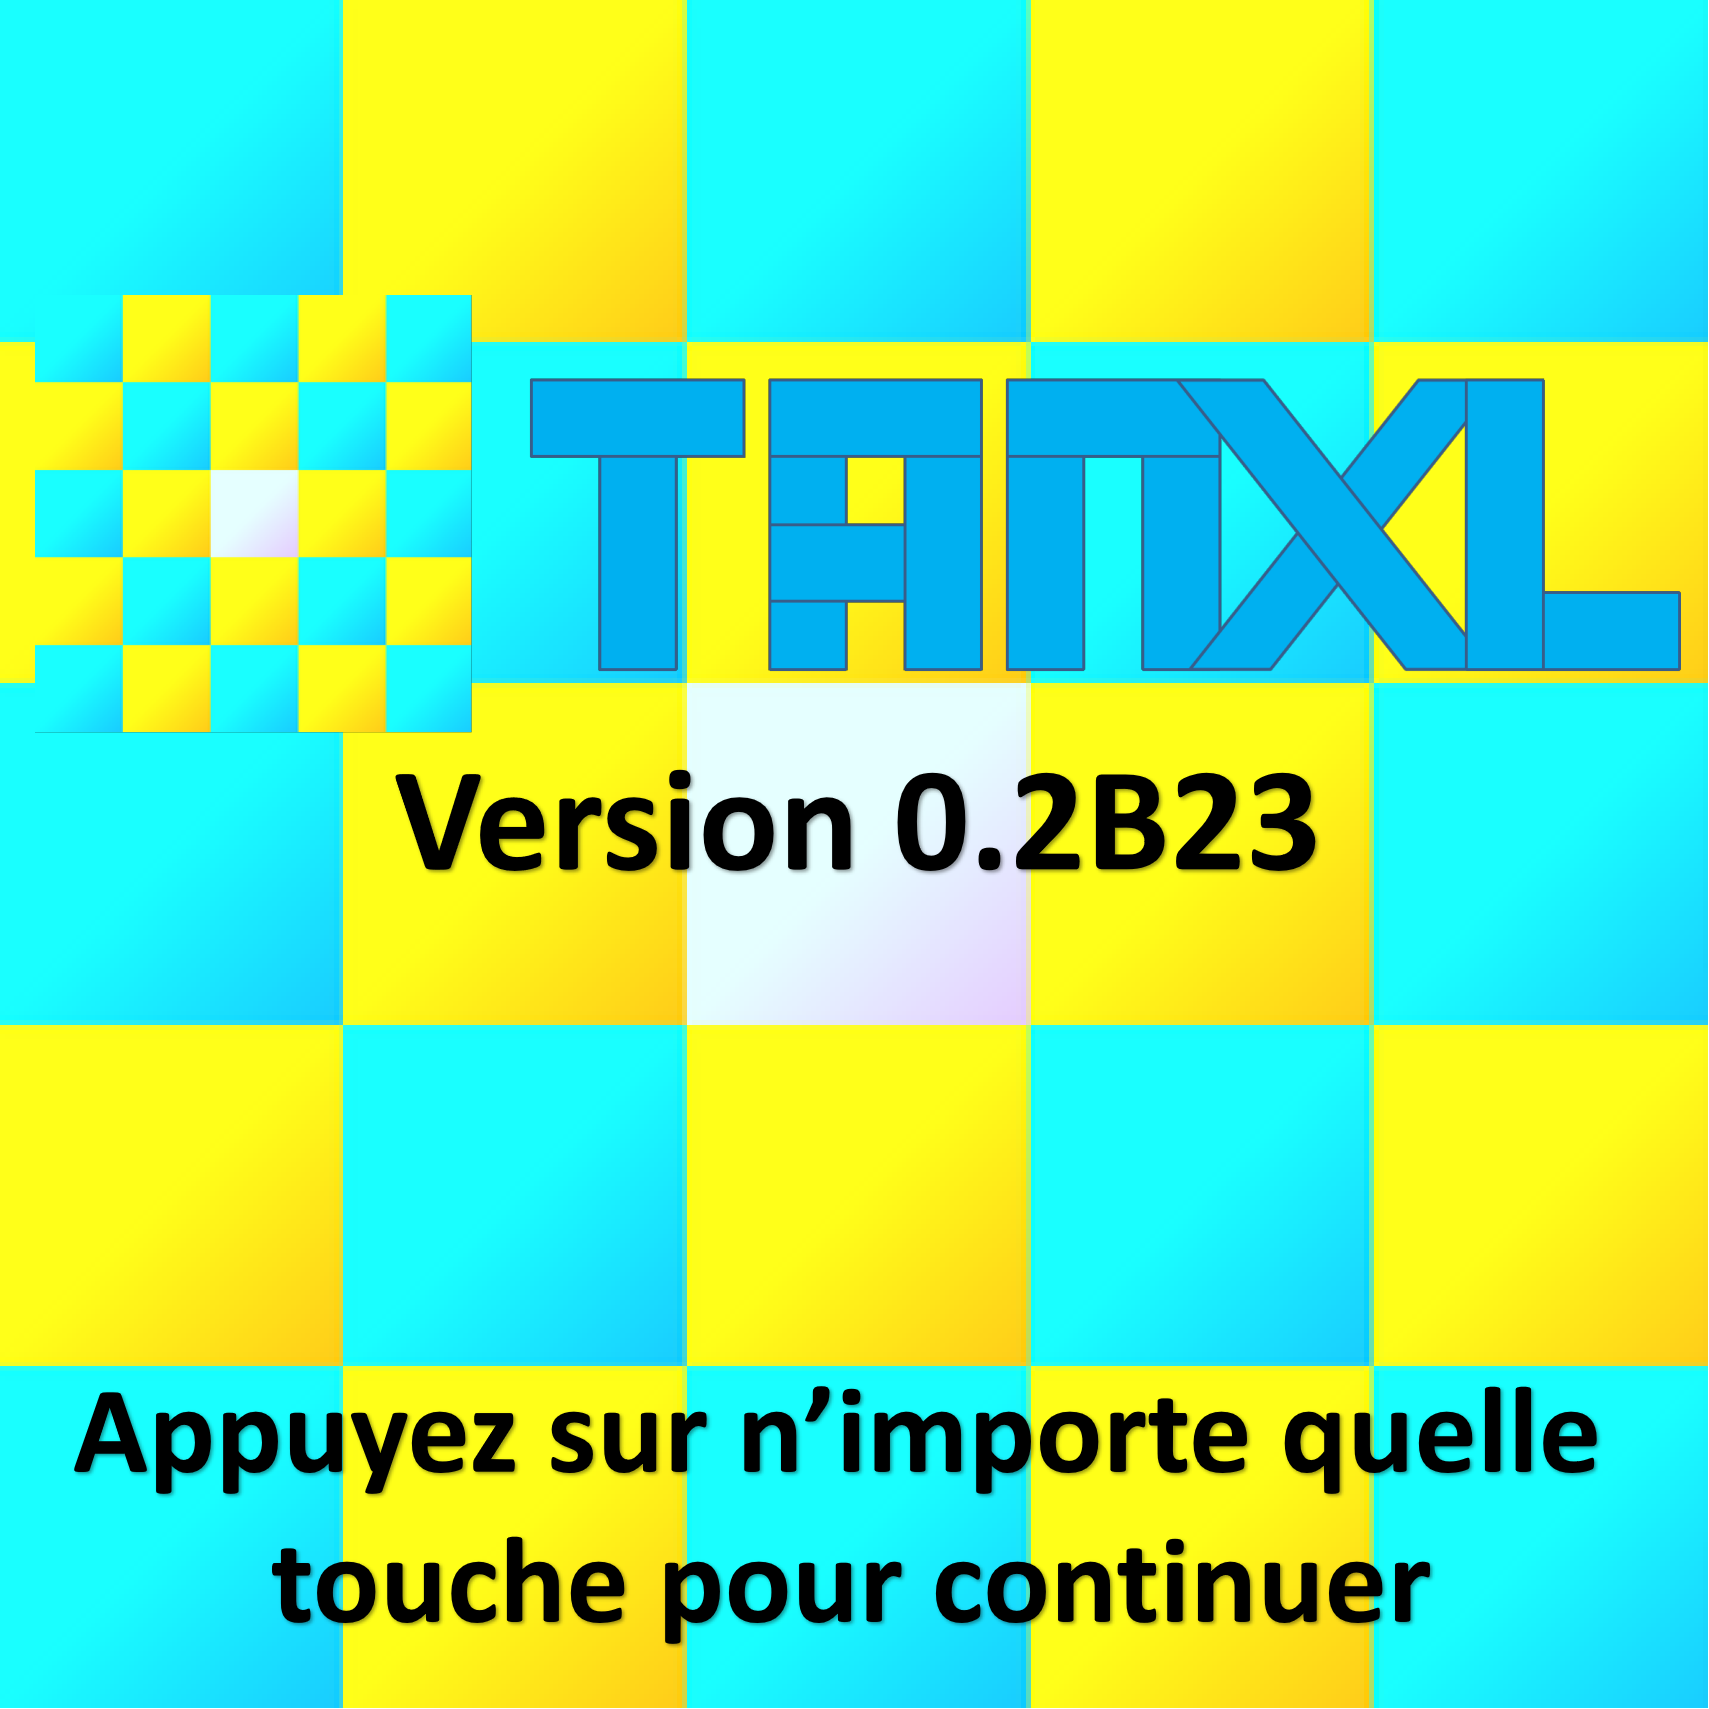 TANXL
Version 0.2B23
Appuyez sur n’importe quelle
touche pour continuer